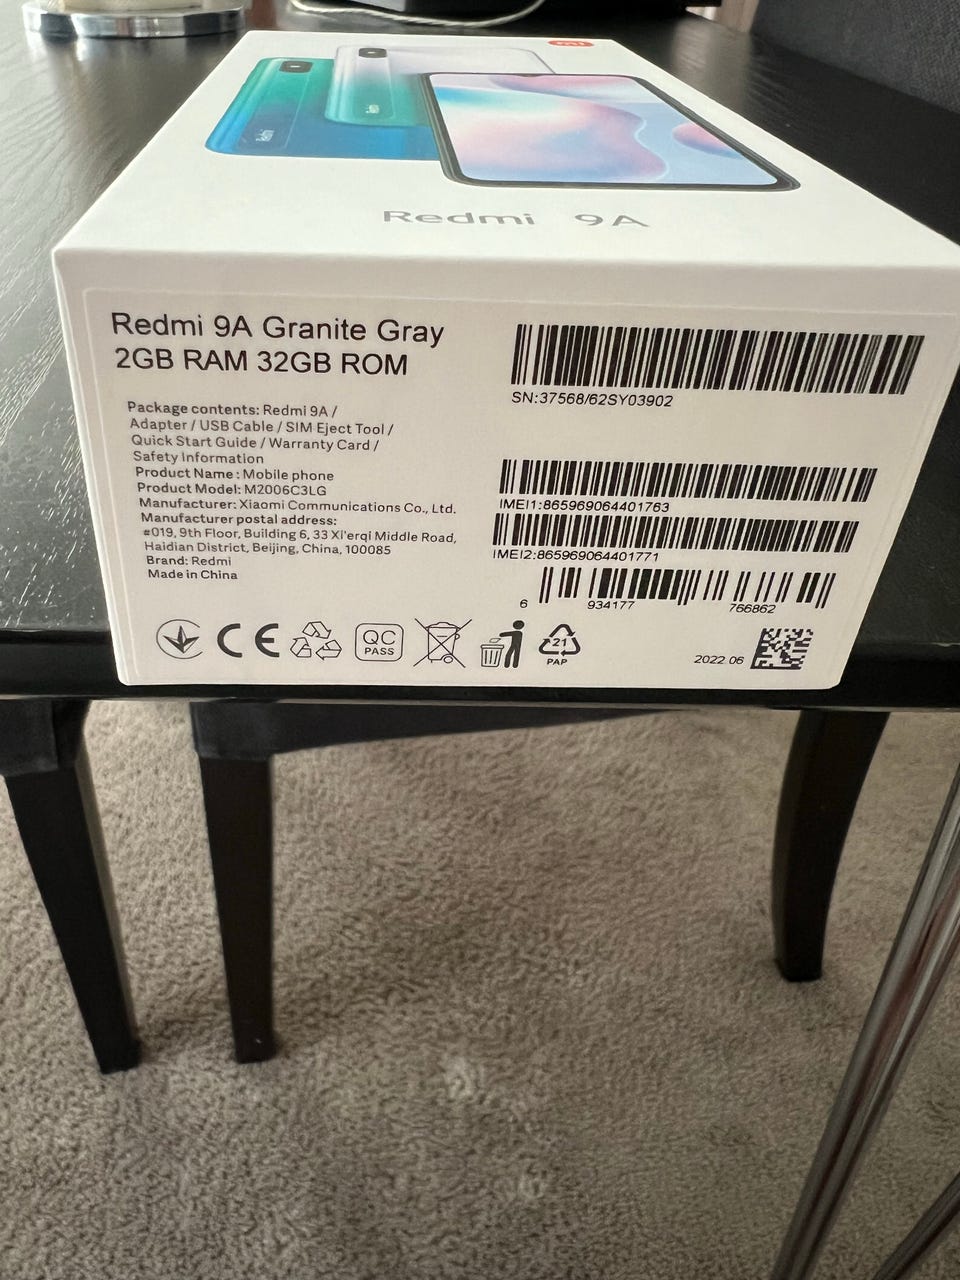 mi
Redmi
Redmi
Redmi 9A
Redmi 9A Granite Gray
2GB RAM 32GB ROM
Package contents: Redmi 9A /
Adapter / USB Cable / SIM Eject Tool /
Quick Start Guide / Warranty Card /
Safety Information
Product Name : Mobile phone
Product Model: M2006C3LG
Manufacturer: Xiaomi Communications Co., Ltd.
Manufacturer postal address:
#019, 9th Floor, Building 6, 33 Xi'erqi Middle Road,
Haidian District, Beijing, China, 100085
Brand: Redmi
Made in China
SN:37568/62SY03902
IMEI1:865969064401763
IMEI2:865969064401771
6 934177 766862
CE
QC
PASS
21
PAP
2022.06